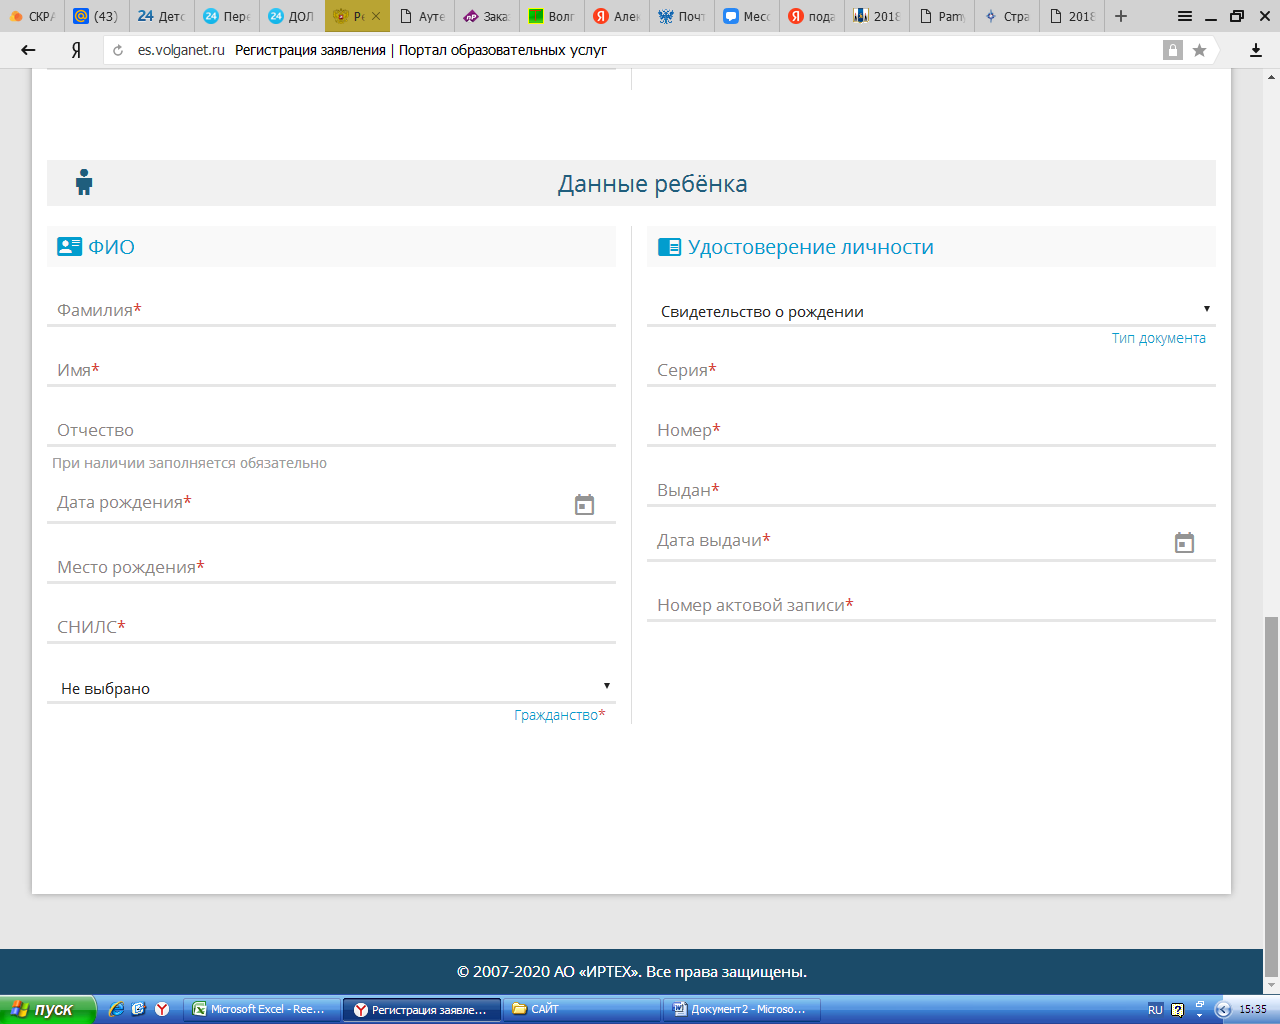 СКРА
(43)
24 Детс
24 Пере
24 ДОЛ
Ре
Ауте
Зака
Волг
Я Алек
Почт
Месс
Я пода
2018
Pamy
Стра
2018
Я es.volganet.ru Регистрация заявления | Портал образовательных услуг
Данные ребёнка
ФИО
Фамилия*
Имя*
Отчество
При наличии заполняется обязательно
Дата рождения*
Место рождения*
СНИЛС*
Не выбрано
Гражданство*
Удостоверение личности
Свидетельство о рождении
Тип документа
Серия*
Номер*
Выдан*
Дата выдачи*
Номер актовой записи*
© 2007-2020 АО «ИРТЕХ». Все права защищены.
пуск
Microsoft Excel - Ree...
Регистрация заявле...
САЙТ
Документ2 - Microso...
RU
15:35